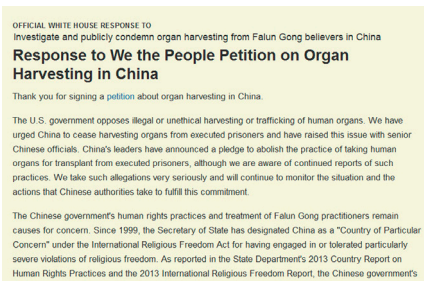 OFFICIAL WHITE HOUSE RESPONSE TO
Investigate and publicly condemn organ harvesting from Falun Gong believers in China
Response to We the People Petition on Organ
Harvesting in China
Thank you for signing a petition about organ harvesting in China.
The U.S. government opposes illegal or unethical harvesting or trafficking of human organs. We have
urged China to cease harvesting organs from executed prisoners and have raised this issue with senior
Chinese officials. China's leaders have announced a pledge to abolish the practice of taking human
organs for transplant from executed prisoners, although we are aware of continued reports of such
practices. We take such allegations very seriously and will continue to monitor the situation and the
actions that Chinese authorities take to fulfill this commitment.
The Chinese government's human rights practices and treatment of Falun Gong practitioners remain
causes for concern. Since 1999, the Secretary of State has designated China as a "Country of Particular
Concern" under the International Religious Freedom Act for having engaged in or tolerated particularly
severe violations of religious freedom. As reported in the State Department's 2013 Country Report on
Human Rights Practices and the 2013 International Religious Freedom Report, the Chinese government's